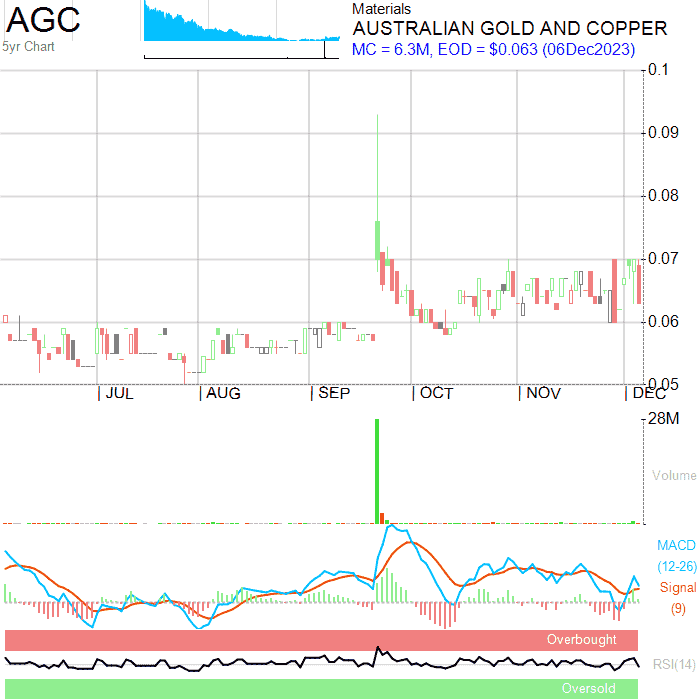 AGC
5yr Chart
Materials
AUSTRALIAN GOLD AND COPPER
MC = 6.3M, EOD = $0.063 (06Dec2023)
0.1
0.09
0.08
0.07
0.06
0.05
JUL AUG SEP OCT NOV DEC
28M
Volume
MACD
(12-26)
Signal
(9)
Overbought
RSI(14)
Oversold